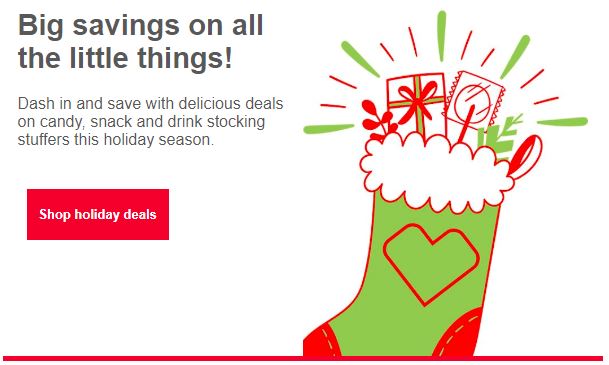 Big savings on all
the little things!
Dash in and save with delicious deals
on candy, snack and drink stocking
stuffers this holiday season.
Shop holiday deals